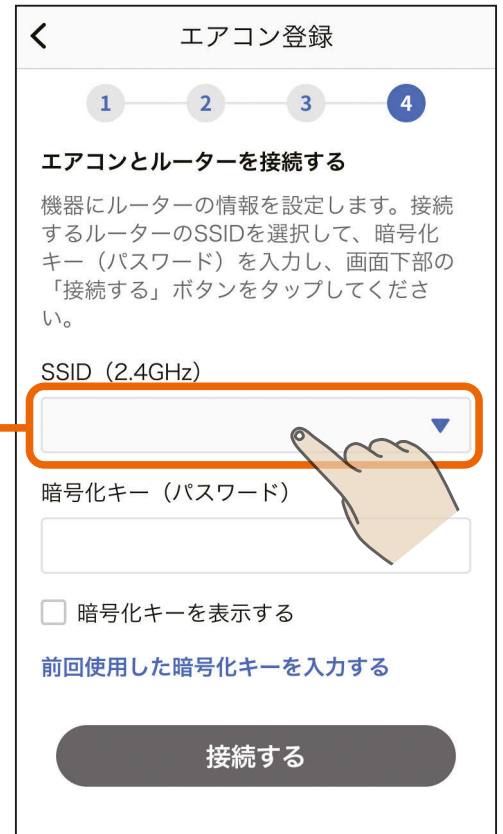 エアコン登録
1 2 3 4
エアコンとルーターを接続する
機器にルーターの情報を設定します。接続
するルーターのSSIDを選択して、暗号化
キー（パスワード）を入力し、画面下部の
「接続する」ボタンをタップしてくださ
い。
SSID（2.4GHz）
暗号化キー（パスワード）
暗号化キーを表示する
前回使用した暗号化キーを入力する
接続する